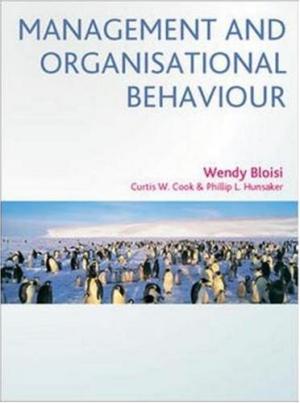 MANAGEMENT AND
ORGANISATIONAL
BEHAVIOUR
Wendy Bloisi
Curtis W. Cook & Phillip L. Hunsaker